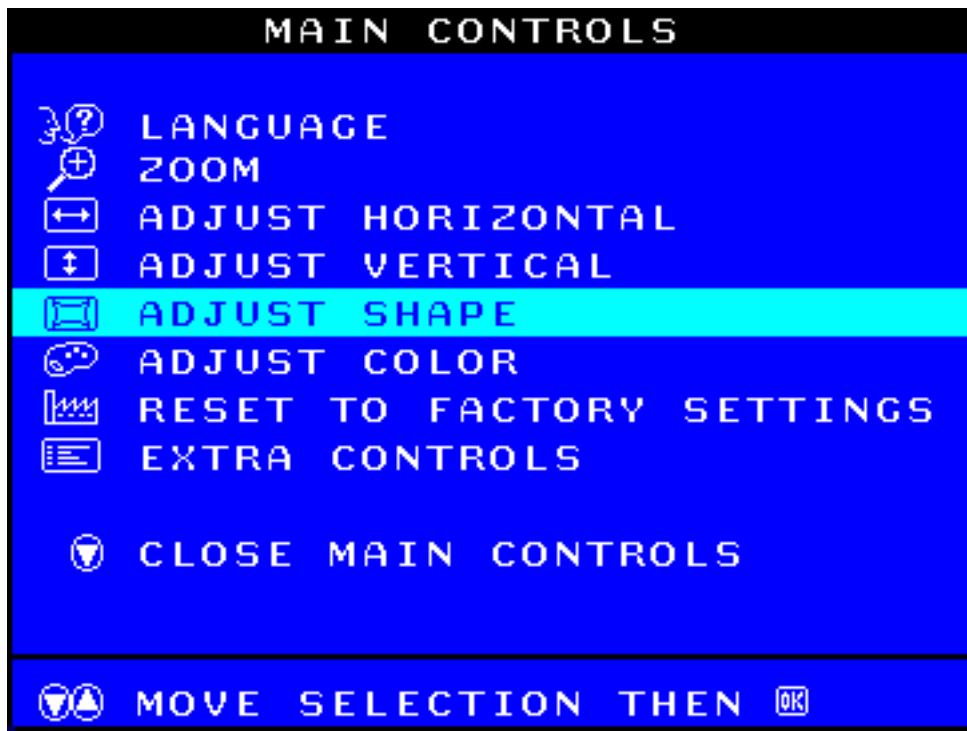 MAIN CONTROLS
LANGUAGE
ZOOM
ADJUST HORIZONTAL
ADJUST VERTICAL
ADJUST SHAPE
ADJUST COLOR
RESET TO FACTORY SETTINGS
EXTRA CONTROLS
CLOSE MAIN CONTROLS
MOVE SELECTION THEN OK